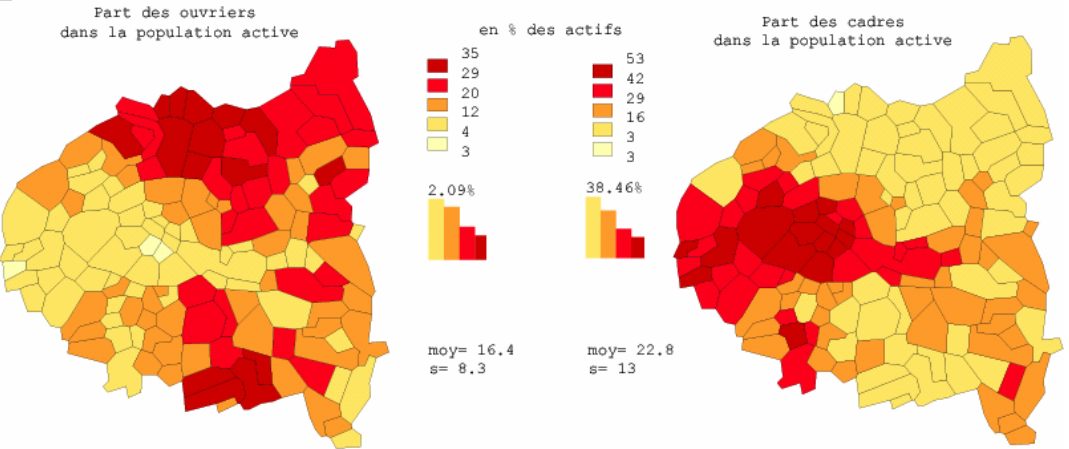 Part des ouvriers
dans la population active
en % des actifs
35
29
20
12
4
3
2.09%
moy= 16.4
s= 8.3
53
42
29
16
3
3
38.46%
moy= 22.8
s= 13
Part des cadres
dans la population active